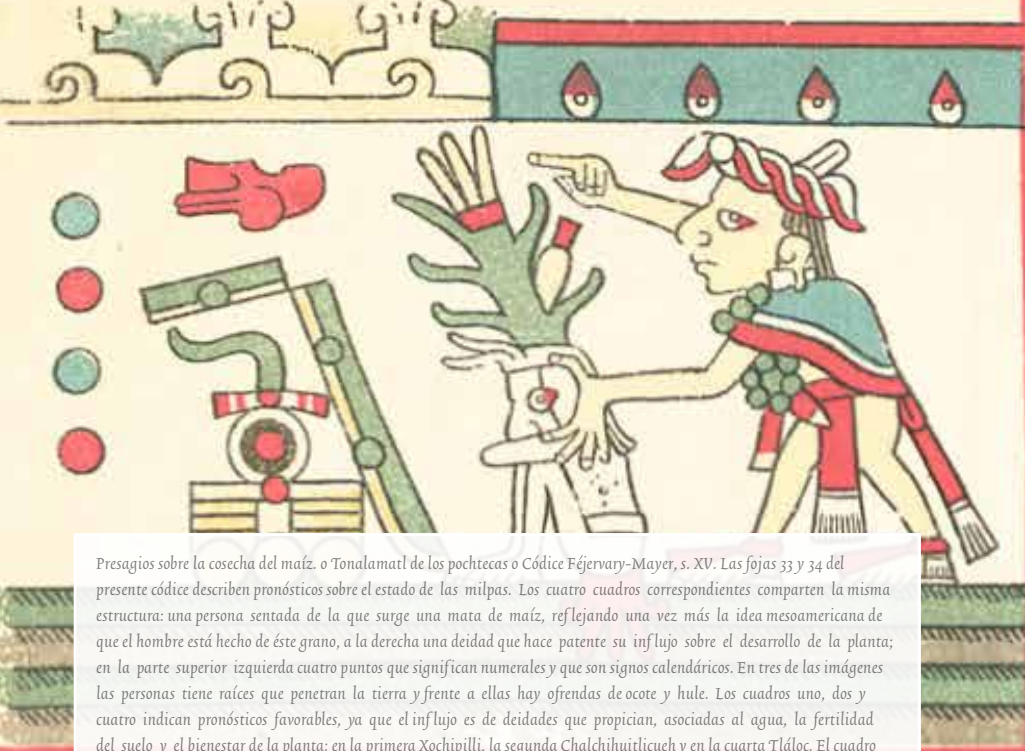 Presagios sobre la cosecha del maíz. o Tonalamatl de los pochtecas o Códice Féjervary-Mayer, s. XV. Las fojas 33 y 34 del
presente códice describen pronósticos sobre el estado de las milpas. Los cuatro cuadros correspondientes comparten la misma
estructura: una persona sentada de la que surge una mata de maíz, reflejando una vez más la idea mesoamericana de
que el hombre está hecho de éste grano, a la derecha una deidad que hace patente su influjo sobre el desarrollo de la planta;
en la parte superior izquierda cuatro puntos que significan numerales y que son signos calendáricos. En tres de las imágenes
las personas tiene raíces que penetran la tierra y frente a ellas hay ofrendas de ocote y hule. Los cuadros uno, dos y
cuatro indican pronósticos favorables, ya que el influjo es de deidades que propician, asociadas al agua, la fertilidad
del suelo y el bienestar de la planta: en la primera Xochipilli, la segunda Chalchihuitlicueh y en la cuarta Tláloc. El cuadro